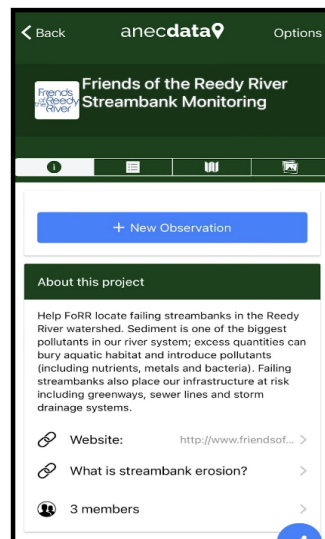 Back anecdata Options
Friends of the Reedy River
Streambank Monitoring
Friends
of the Reedy
River
+ New Observation
About this project
Help FoRR locate failing streambanks in the Reedy
River watershed. Sediment is one of the biggest
pollutants in our river system; excess quantities can
bury aquatic habitat and introduce pollutants
(including nutrients, metals and bacteria). Failing
streambanks also place our infrastructure at risk
including greenways, sewer lines and storm
drainage systems.
Website: http://www.friendsof...
What is streambank erosion?
3 members